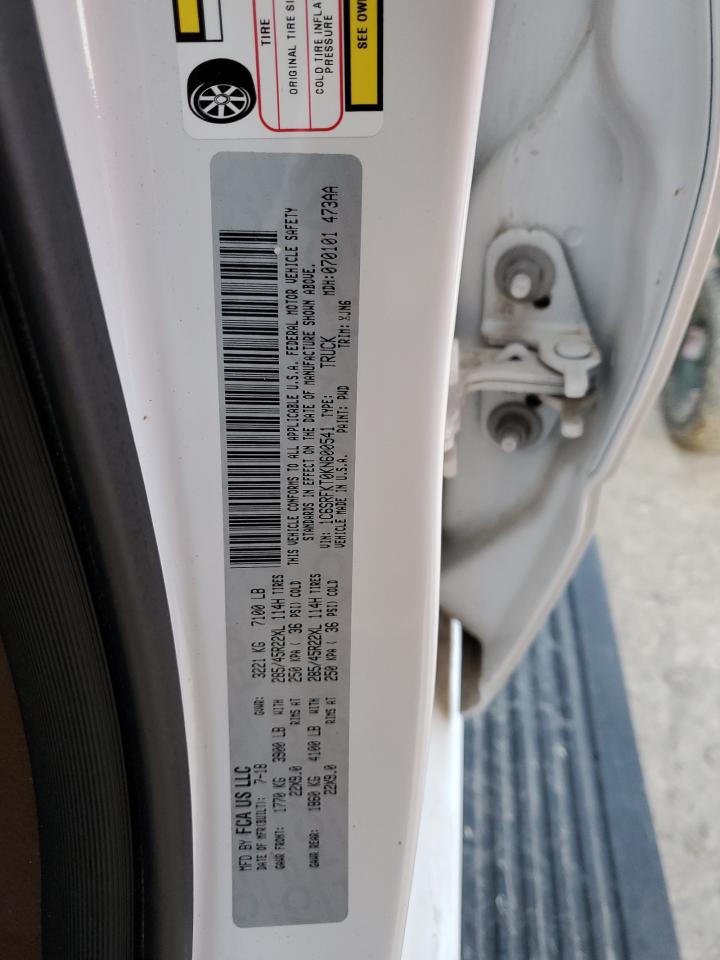 TIRE
ORIGINAL TIRE SI
COLD TIRE INFLA
PRESSURE
SEE OWN
MFD BY FCA US LLC
DATE OF MFR(BUILT): 7-18 GVWR: 3221 KG 7100 LB
GAWR FRONT: 1770 KG 3900 LB WITH 285/45R22XL 114H TIRES
22X9.0 RIMS AT 250 KPA ( 36 PSI) COLD
GAWR REAR: 1860 KG 4100 LB WITH 285/45R22XL 114H TIRES
22X9.0 RIMS AT 250 KPA ( 36 PSI) COLD
THIS VEHICLE CONFORMS TO ALL APPLICABLE U.S.A. FEDERAL MOTOR VEHICLE SAFETY
STANDARDS IN EFFECT ON THE DATE OF MANUFACTURE SHOWN ABOVE.
VIN: 1C6SRFKT0KN600541 TYPE: TRUCK MDH:070101 473AA
VEHICLE MADE IN U.S.A. PAINT: PWD TRIM: XJM6